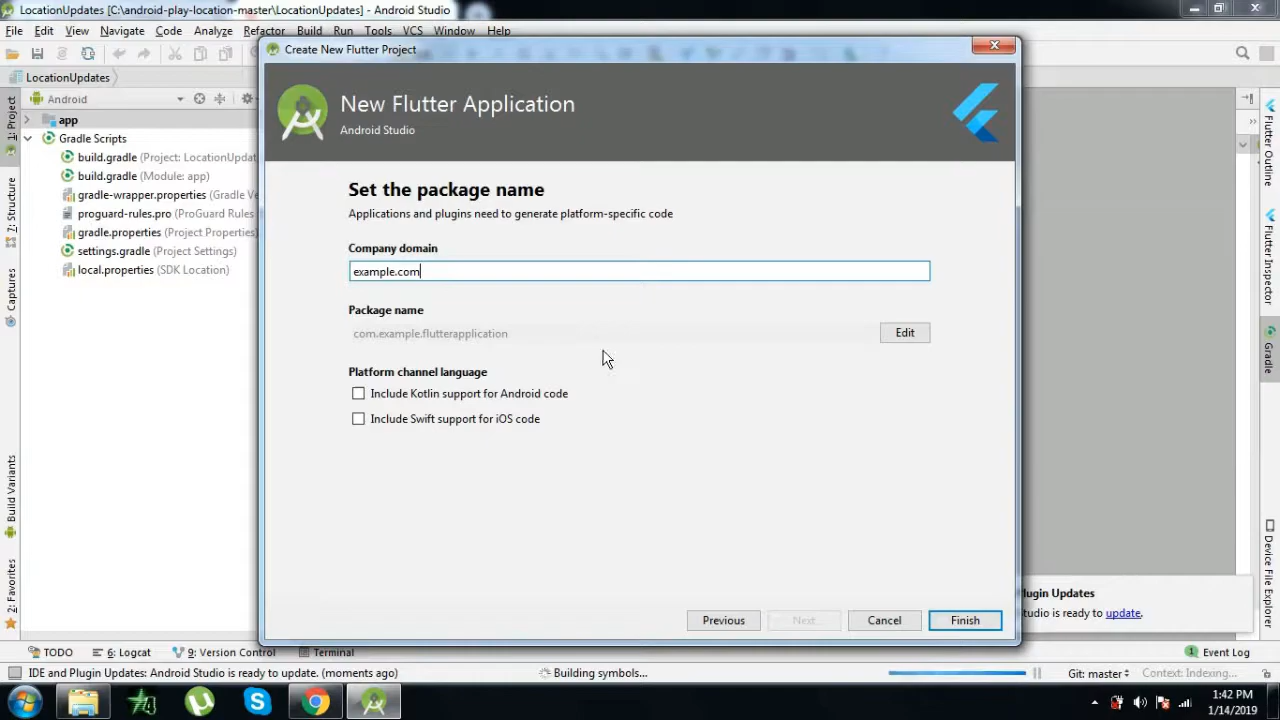 LocationUpdates [C:\android-play-location-master\LocationUpdates] - Android Studio
File Edit View Navigate Code Analyze Refactor Build Run Tools VCS Window Help
LocationUpdates
Create New Flutter Project
New Flutter Application
Android Studio
Set the package name
Applications and plugins need to generate platform-specific code
Company domain
example.com
Package name
com.example.flutterapplication
Edit
Platform channel language
Include Kotlin support for Android code
Include Swift support for iOS code
Previous Next Cancel Finish
Android
app
Gradle Scripts
build.gradle (Project: LocationUpdat
build.gradle (Module: app)
gradle-wrapper.properties (Gradle Ve
proguard-rules.pro (ProGuard Rules
gradle.properties (Project Properties)
settings.gradle (Project Settings)
local.properties (SDK Location)
1: Project
7: Structure
Captures
Build Variants
2: Favorites
Flutter Outline
Flutter Inspector
Gradle
Device File Explorer
lugin Updates
tudio is ready to update.
TODO 6: Logcat 9: Version Control Terminal Event Log
IDE and Plugin Updates: Android Studio is ready to update. (moments ago) Building symbols... Git: master Context: Indexing...
1:42 PM
1/14/2019